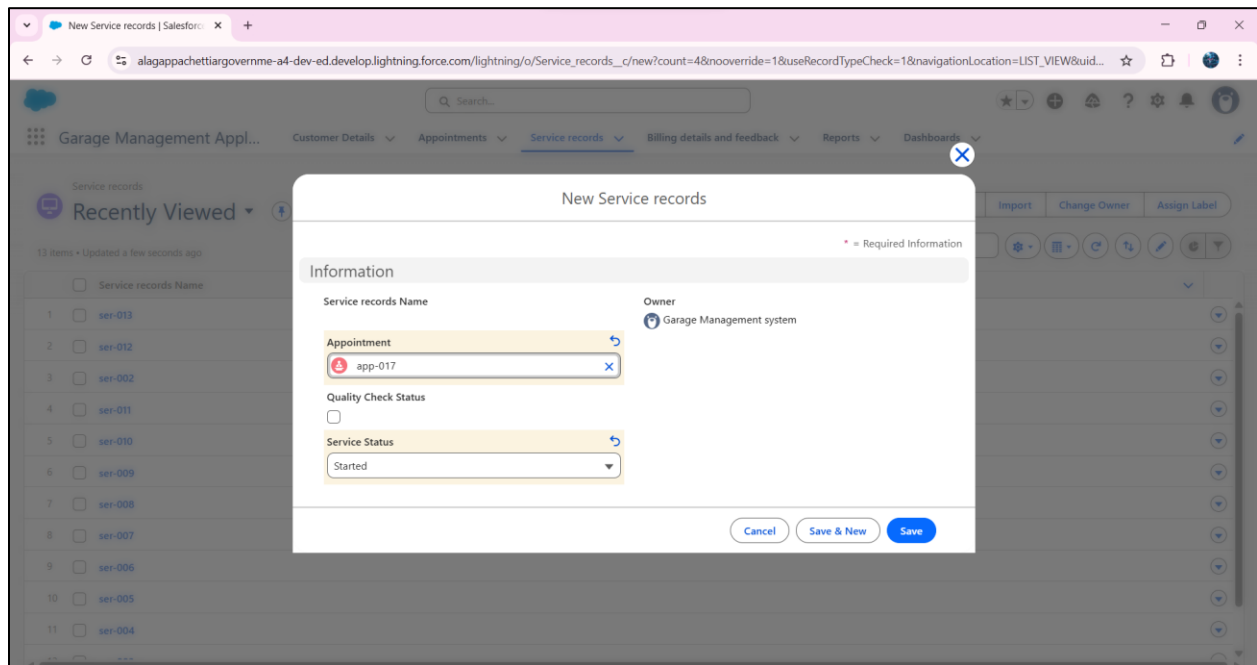 New Service records | Salesforc
alagappachettiargovernme-a4-dev-ed.develop.lightning.force.com/lightning/o/Service_records__c/new?count=4&nooverride=1&useRecordTypeCheck=1&navigationLocation=LIST_VIEW&uid...
Search...
Garage Management Appl... Customer Details Appointments Service records Billing details and feedback Reports Dashboards
Service records
Recently Viewed
Import Change Owner Assign Label
13 items • Updated a few seconds ago
Service records Name
1 ser-013
2 ser-012
3 ser-002
4 ser-011
5 ser-010
6 ser-009
7 ser-008
8 ser-007
9 ser-006
10 ser-005
11 ser-004
New Service records
* = Required Information
Information
Service records Name
Owner
Garage Management system
Appointment
app-017
Quality Check Status
Service Status
Started
Cancel Save & New Save